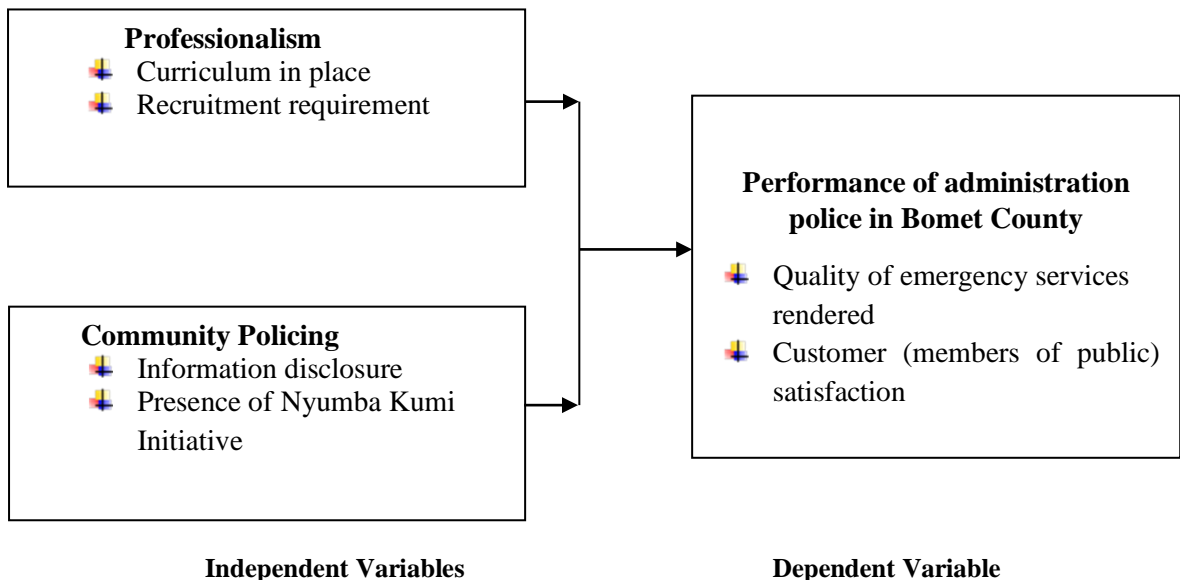 Professionalism
Curriculum in place
Recruitment requirement
Community Policing
Information disclosure
Presence of Nyumba Kumi
Initiative
Performance of administration
police in Bomet County
Quality of emergency services
rendered
Customer (members of public)
satisfaction
Independent Variables
Dependent Variable